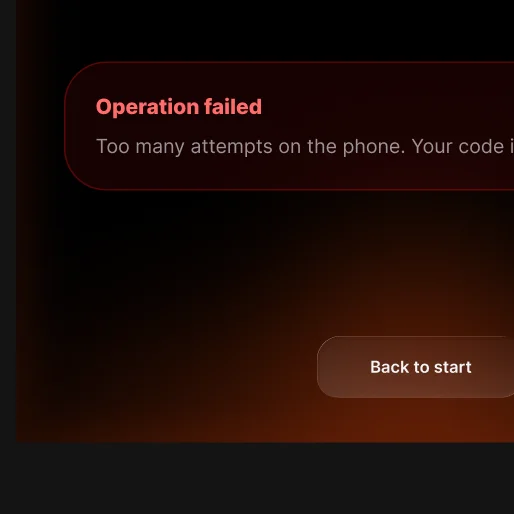 Operation failed
Too many attempts on the phone. Your code
Back to start